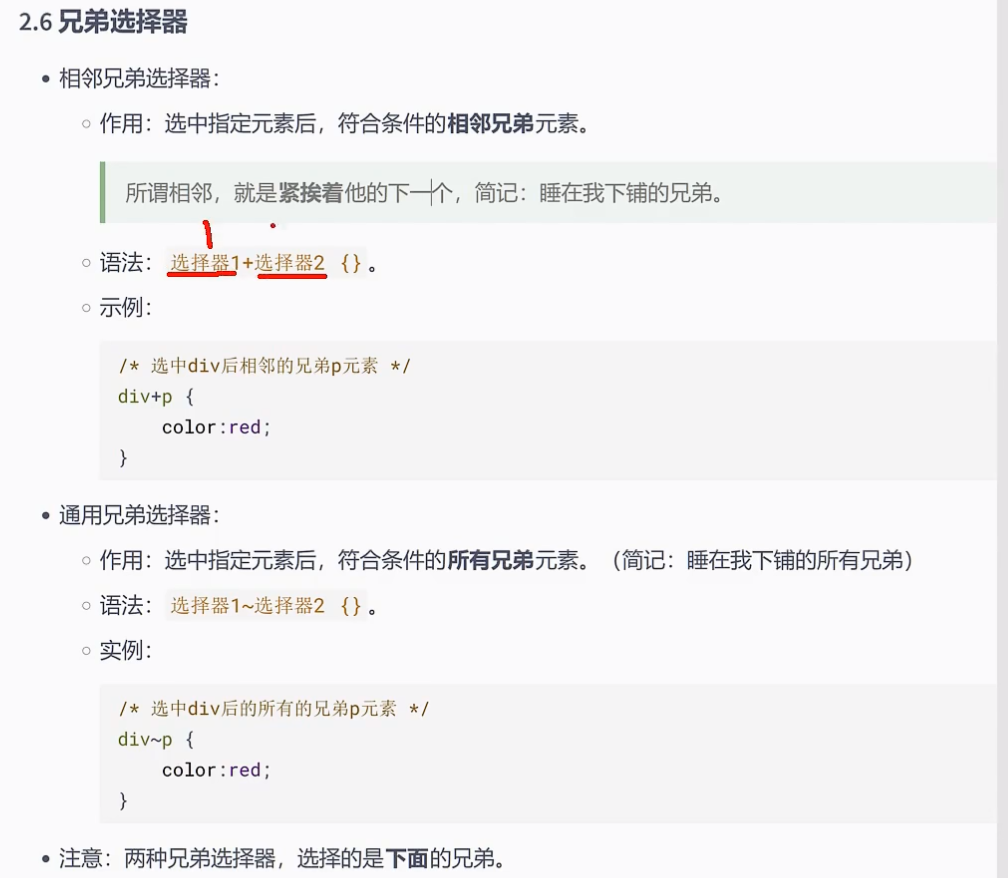 2.6 兄弟选择器
相邻兄弟选择器：
作用：选中指定元素后，符合条件的相邻兄弟元素。
所谓相邻，就是紧挨着他的下一个，简记：睡在我下铺的兄弟。
语法：选择器1+选择器2 {}。
示例：
/* 选中div后相邻的兄弟p元素 */
div+p {
color:red;
}
通用兄弟选择器：
作用：选中指定元素后，符合条件的所有兄弟元素。（简记：睡在我下铺的所有兄弟）
语法：选择器1~选择器2 {}。
实例：
/* 选中div后的所有的兄弟p元素 */
div~p {
color:red;
}
注意：两种兄弟选择器，选择的是下面的兄弟。